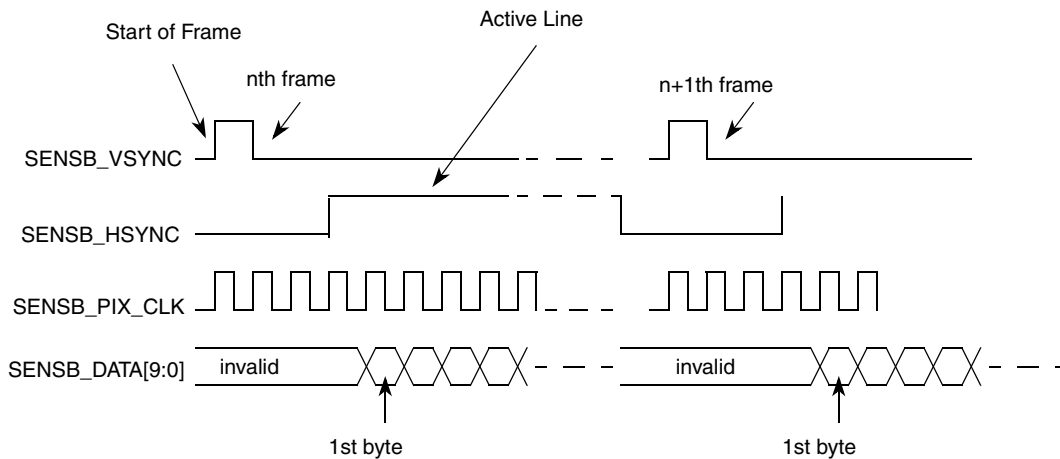 Active Line
Start of Frame
nth frame
n+1th frame
SENSB_VSYNC
SENSB_HSYNC
SENSB_PIX_CLK
SENSB_DATA[9:0]
invalid
invalid
1st byte
1st byte